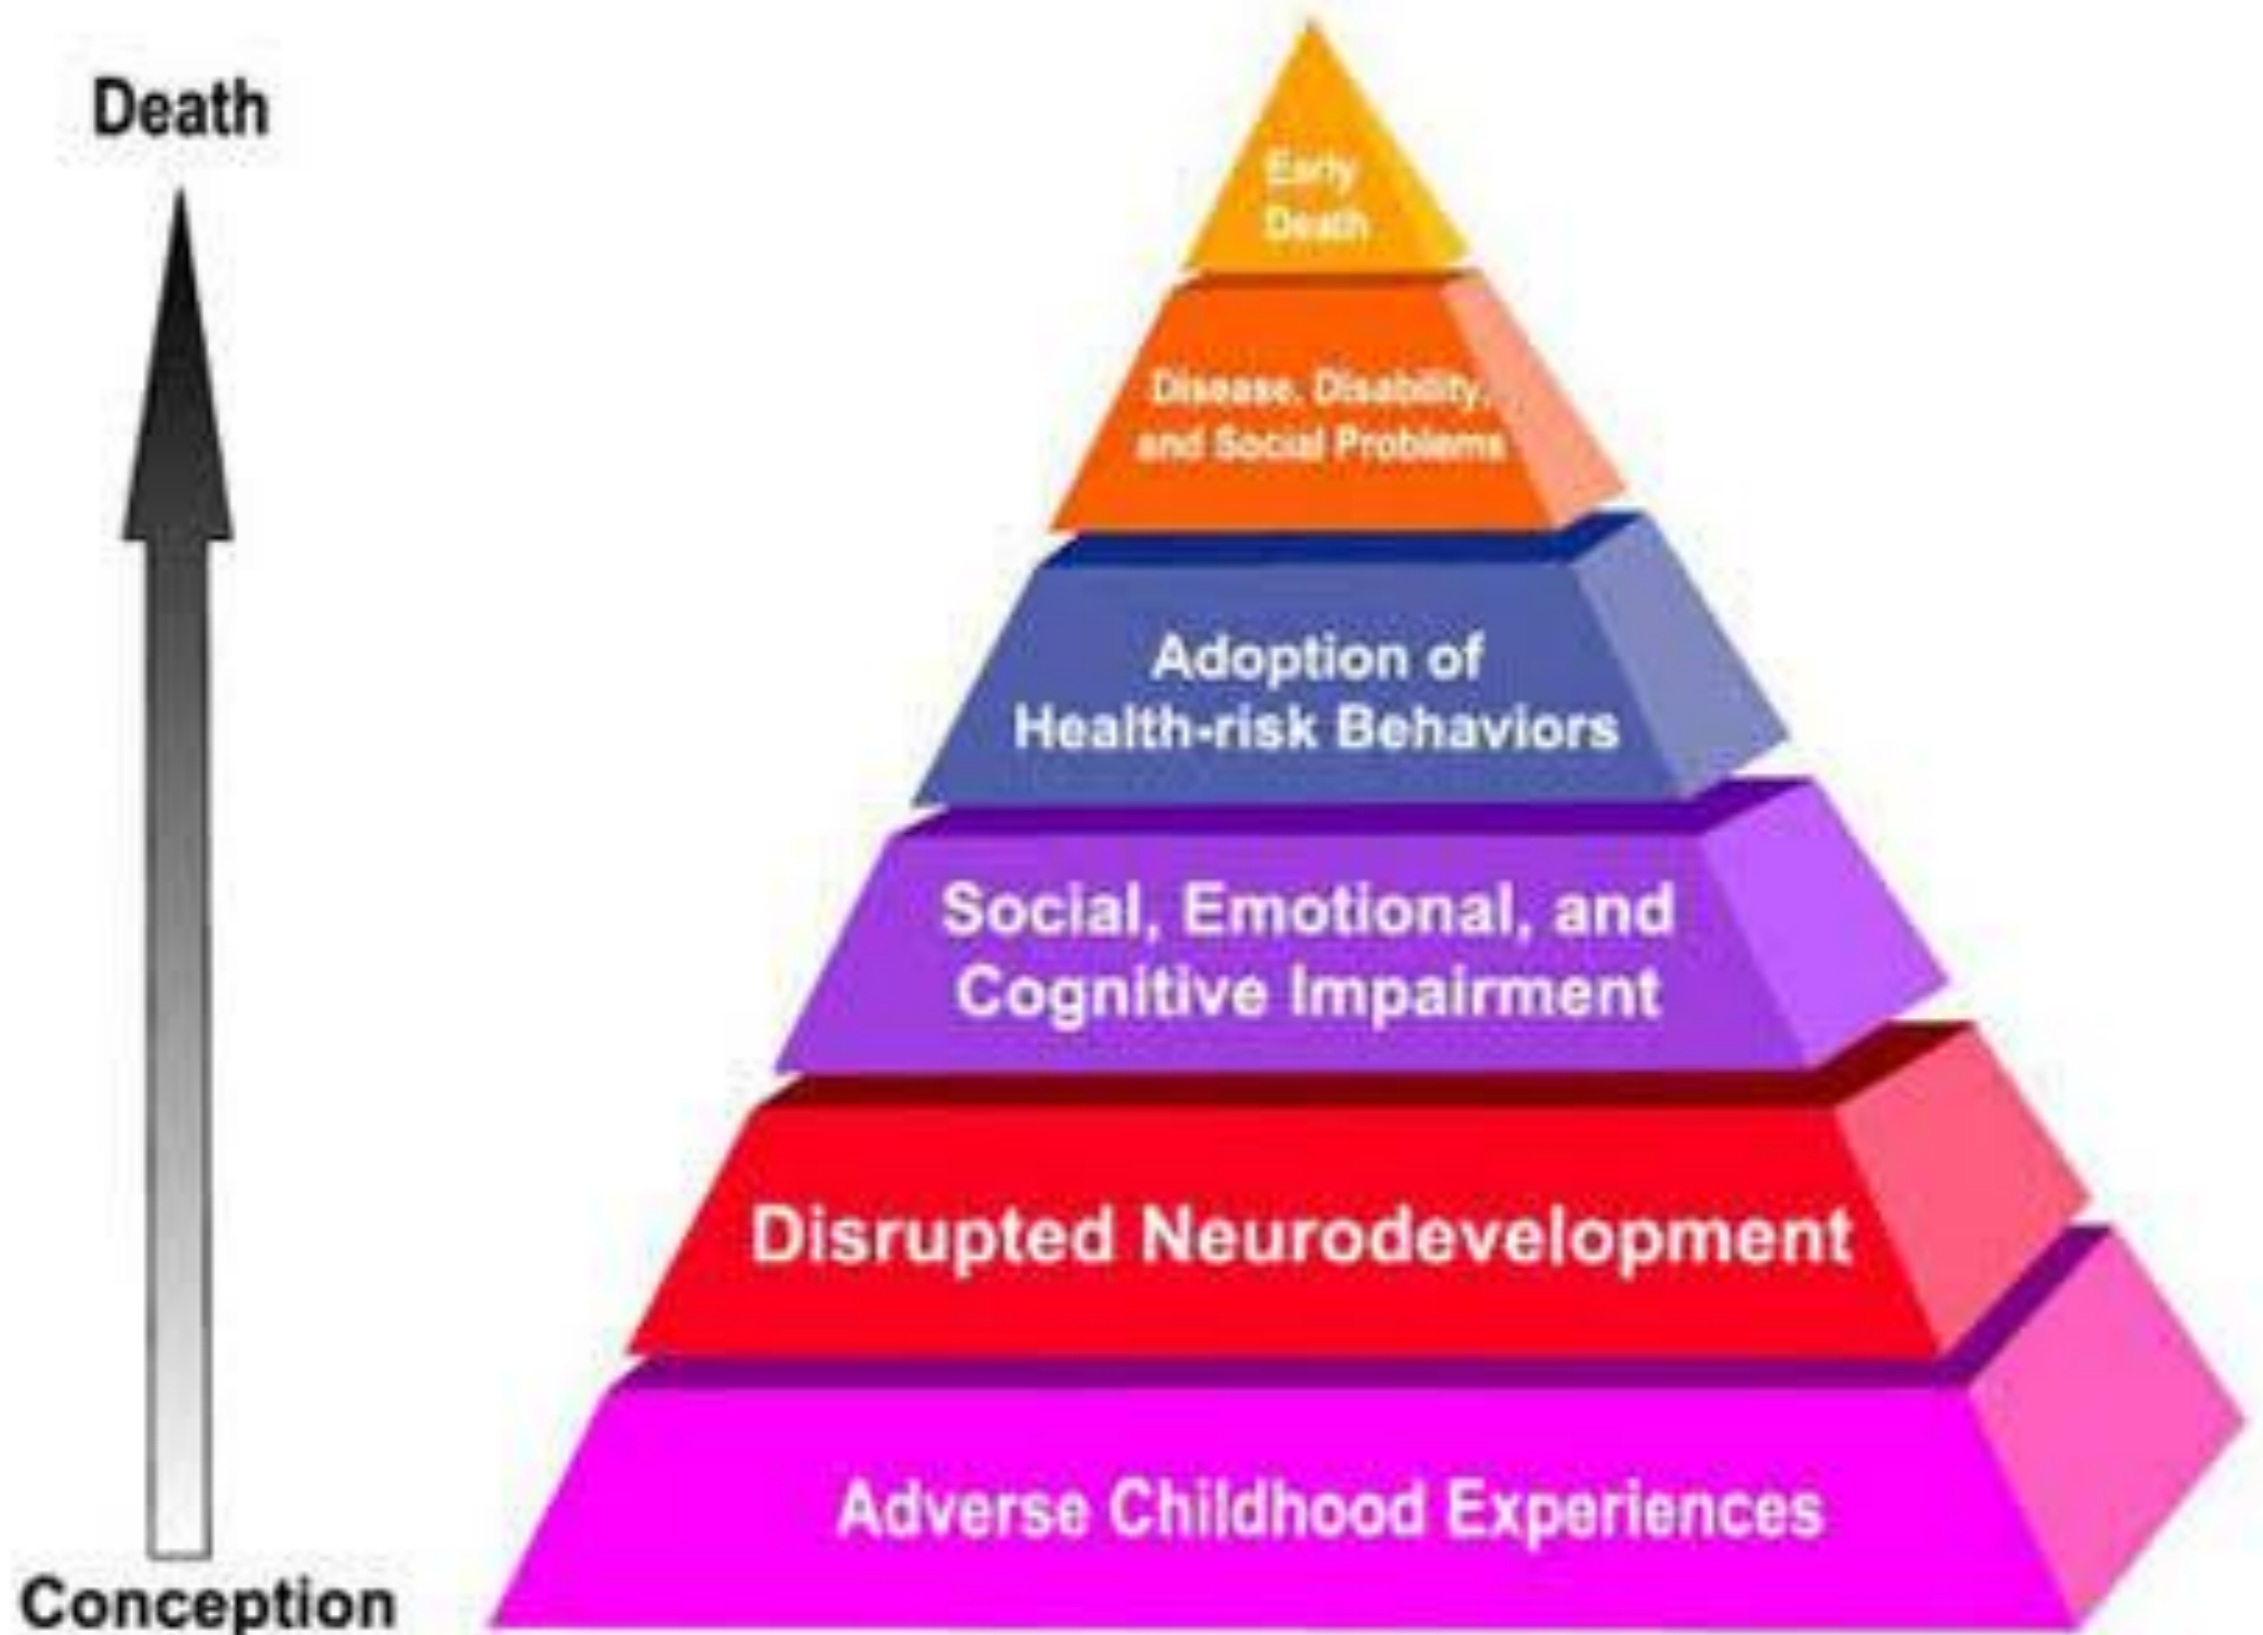 Death
Early
Death
Disease, Disability,
and Social Problems
Adoption of
Health-risk Behaviors
Social, Emotional, and
Cognitive Impairment
Disrupted Neurodevelopment
Adverse Childhood Experiences
Conception